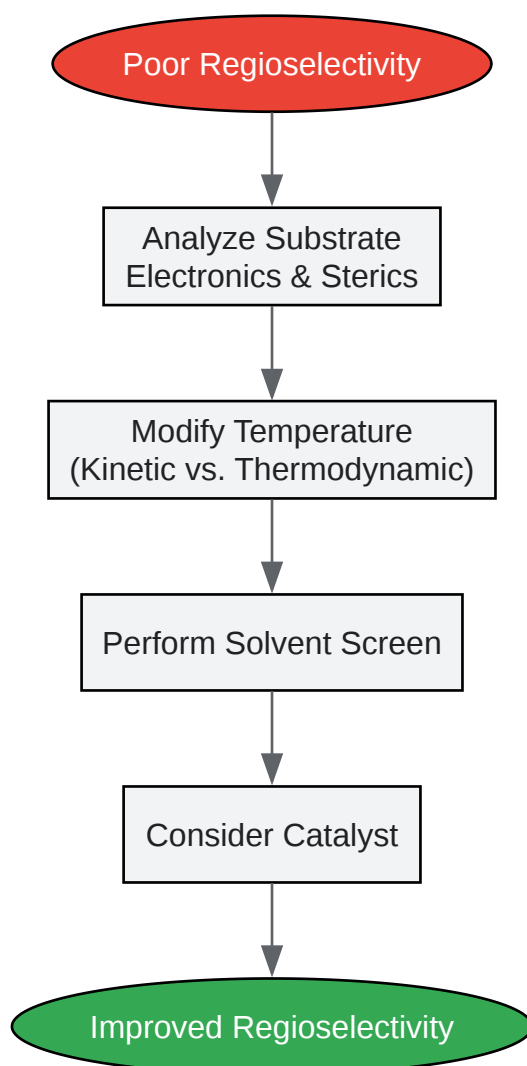 Poor Regioselectivity
Analyze Substrate
Electronics & Sterics
Modify Temperature
(Kinetic vs. Thermodynamic)
Perform Solvent Screen
Consider Catalyst
Improved Regioselectivity